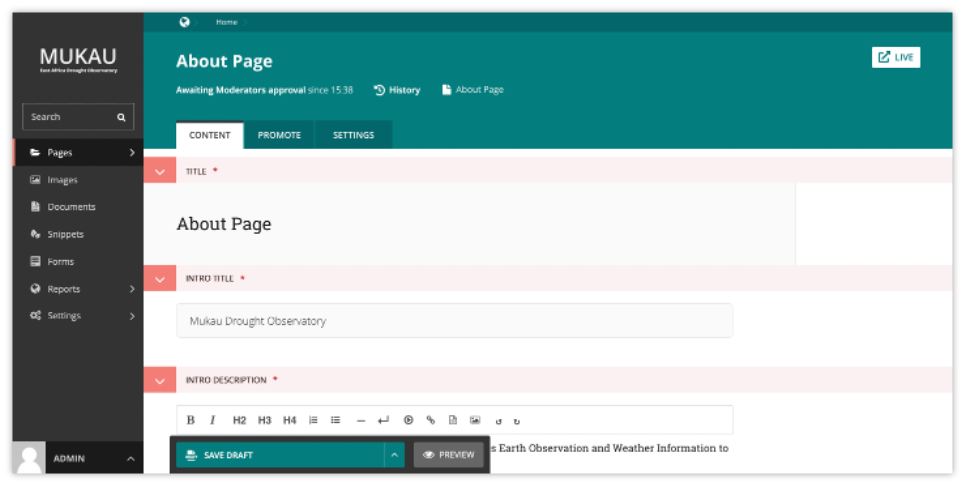 Home
MUKAU
East Africa Drought Observatory
About Page
LIVE
Awaiting Moderators approval since 15:38
History
About Page
Search
CONTENT
PROMOTE
SETTINGS
Pages
Images
Documents
Snippets
Forms
Reports
Settings
TITLE *
About Page
INTRO TITLE *
Mukau Drought Observatory
INTRO DESCRIPTION *
B I H2 H3 H4
s Earth Observation and Weather Information to
SAVE DRAFT
PREVIEW
ADMIN